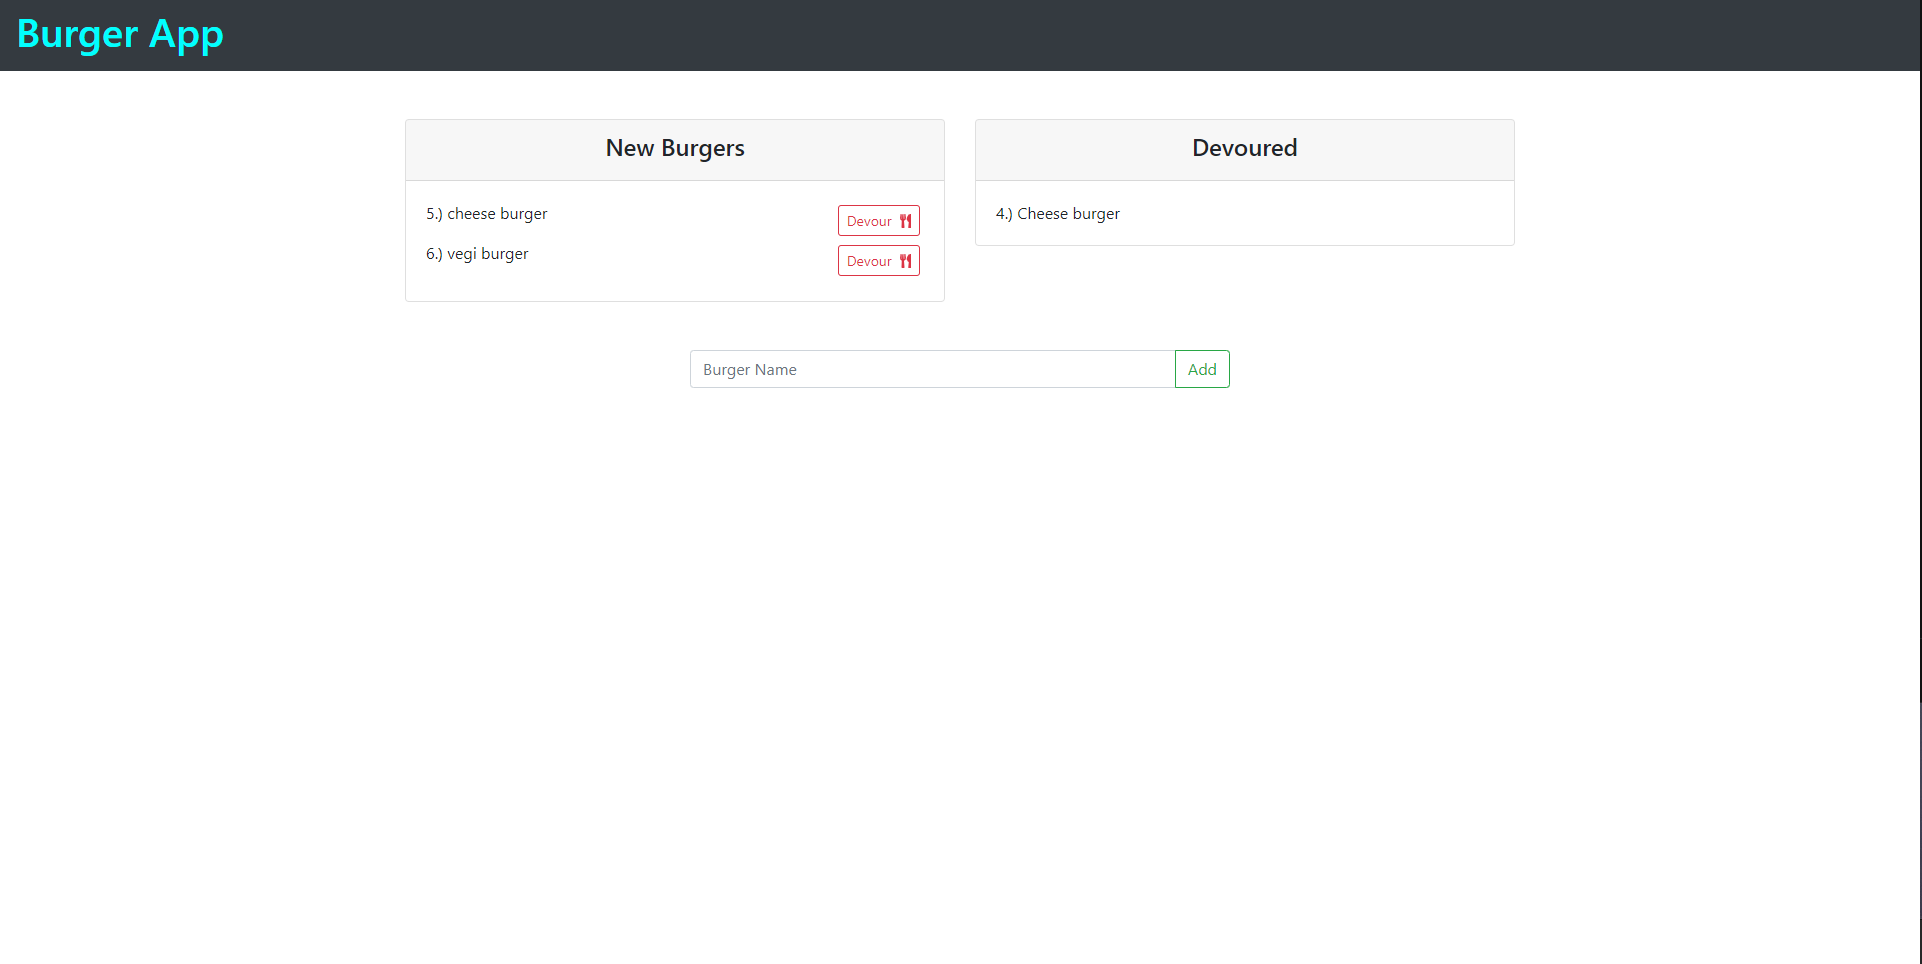 Burger App
New Burgers
5.) cheese burger
Devour
6.) vegi burger
Devour
Devoured
4.) Cheese burger
Burger Name
Add